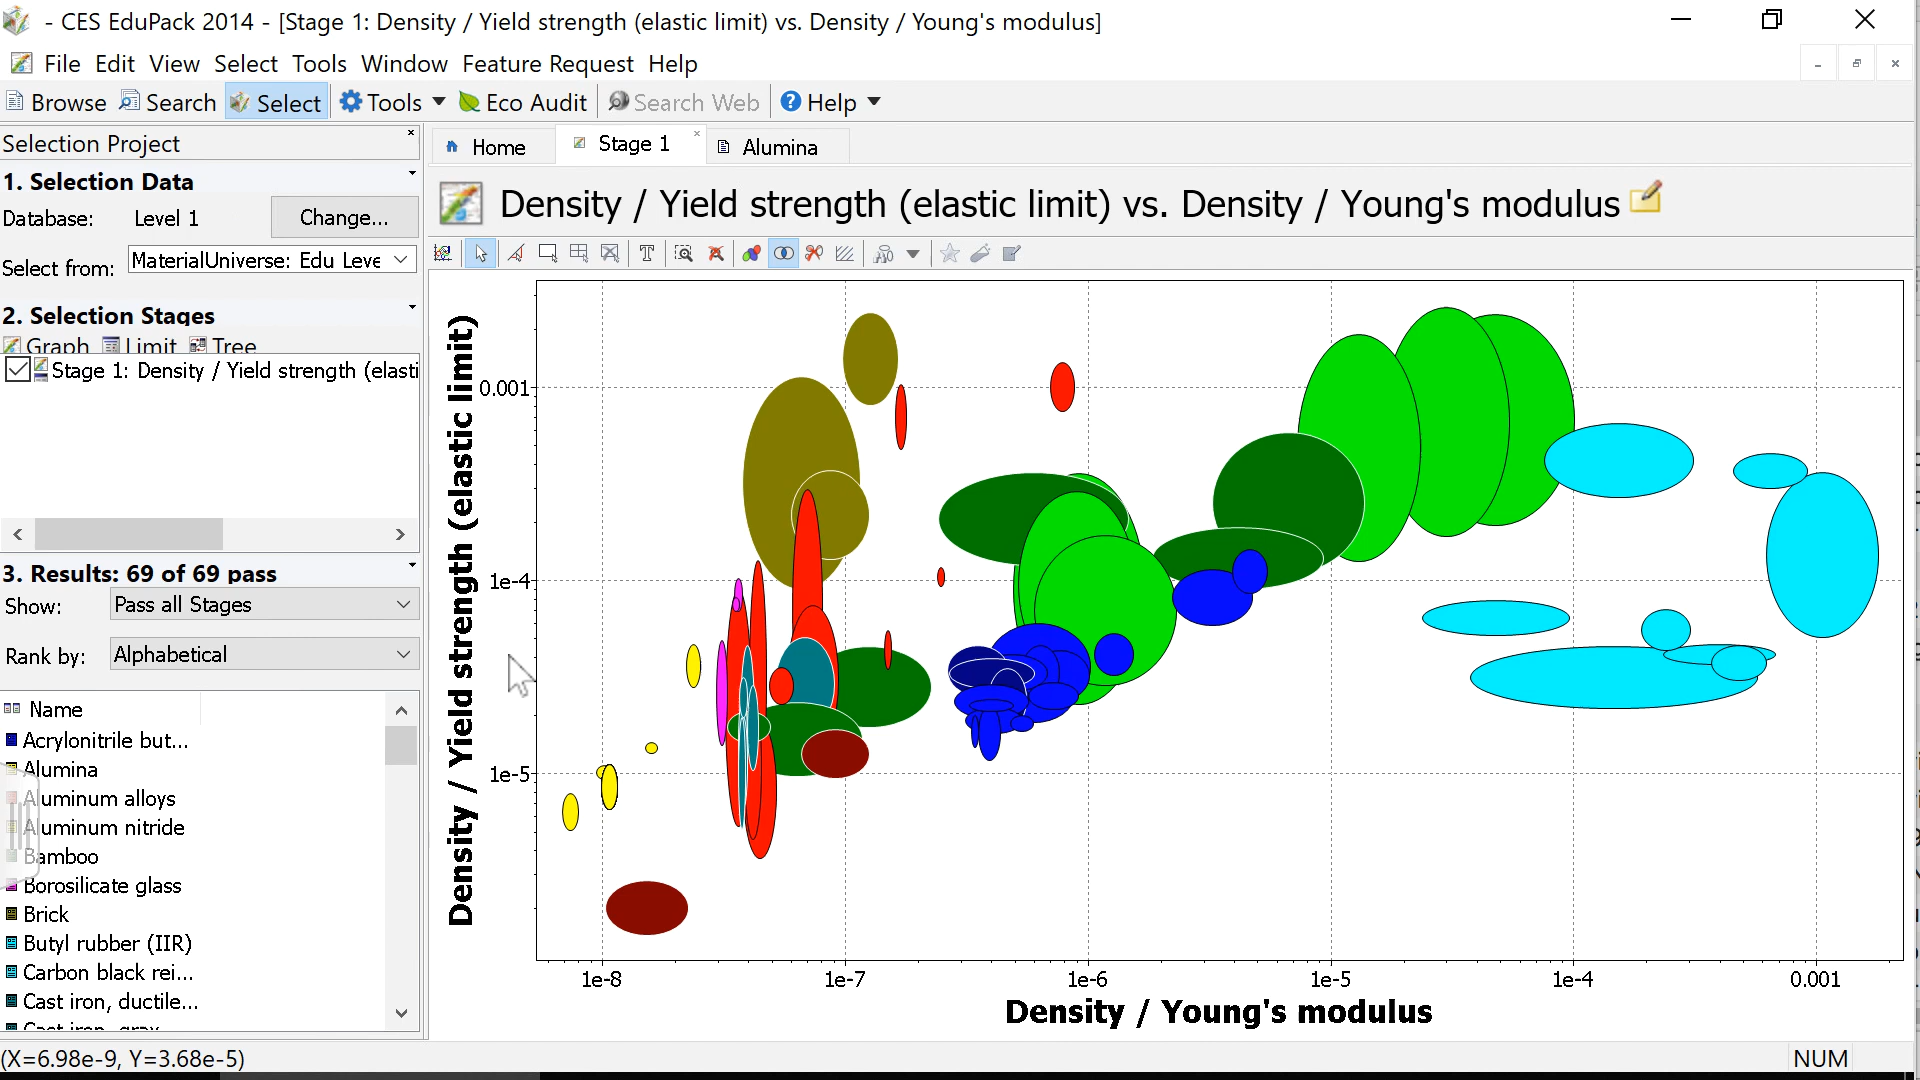 - CES EduPack 2014 - [Stage 1: Density / Yield strength (elastic limit) vs. Density / Young's modulus]
File Edit View Select Tools Window Feature Request Help
Browse Search Select Tools Eco Audit Search Web Help
Selection Project
Home Stage 1 Alumina
1. Selection Data
Database: Level 1 Change...
Select from: MaterialUniverse: Edu Leve
2. Selection Stages
Graph Limit Tree
Stage 1: Density / Yield strength (elasti
3. Results: 69 of 69 pass
Show: Pass all Stages
Rank by: Alphabetical
Name
Acrylonitrile but...
Alumina
Aluminum alloys
Aluminum nitride
Bamboo
Borosilicate glass
Brick
Butyl rubber (IIR)
Carbon black rei...
Cast iron, ductile...
Cast iron, gray
Density / Yield strength (elastic limit) vs. Density / Young's modulus
T
Density / Yield strength (elastic limit)
0.001
1e-4
1e-5
1e-8 1e-7 1e-6 1e-5 1e-4 0.001
Density / Young's modulus
(X=6.98e-9, Y=3.68e-5) NUM